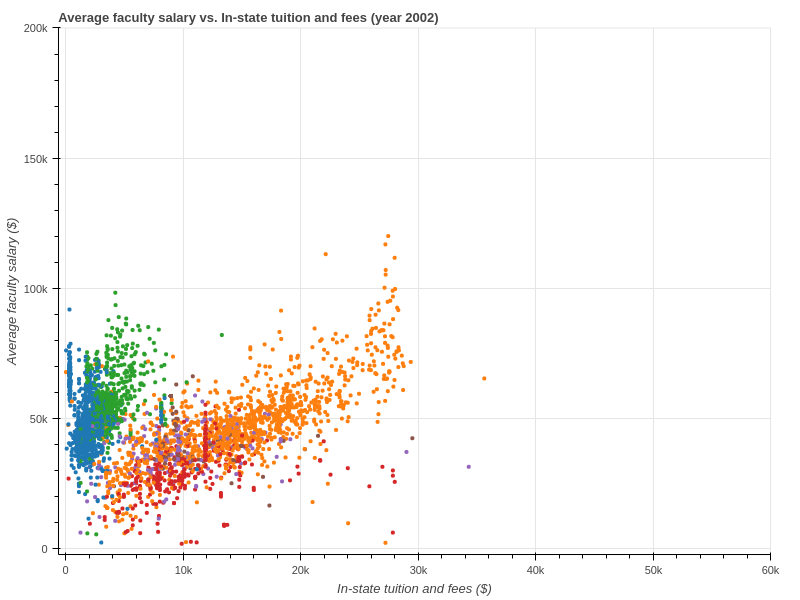 Average faculty salary vs. In-state tuition and fees (year 2002)
200k
150k
100k
50k
0
Average faculty salary ($)
0 10k 20k 30k 40k 50k 60k
In-state tuition and fees ($)